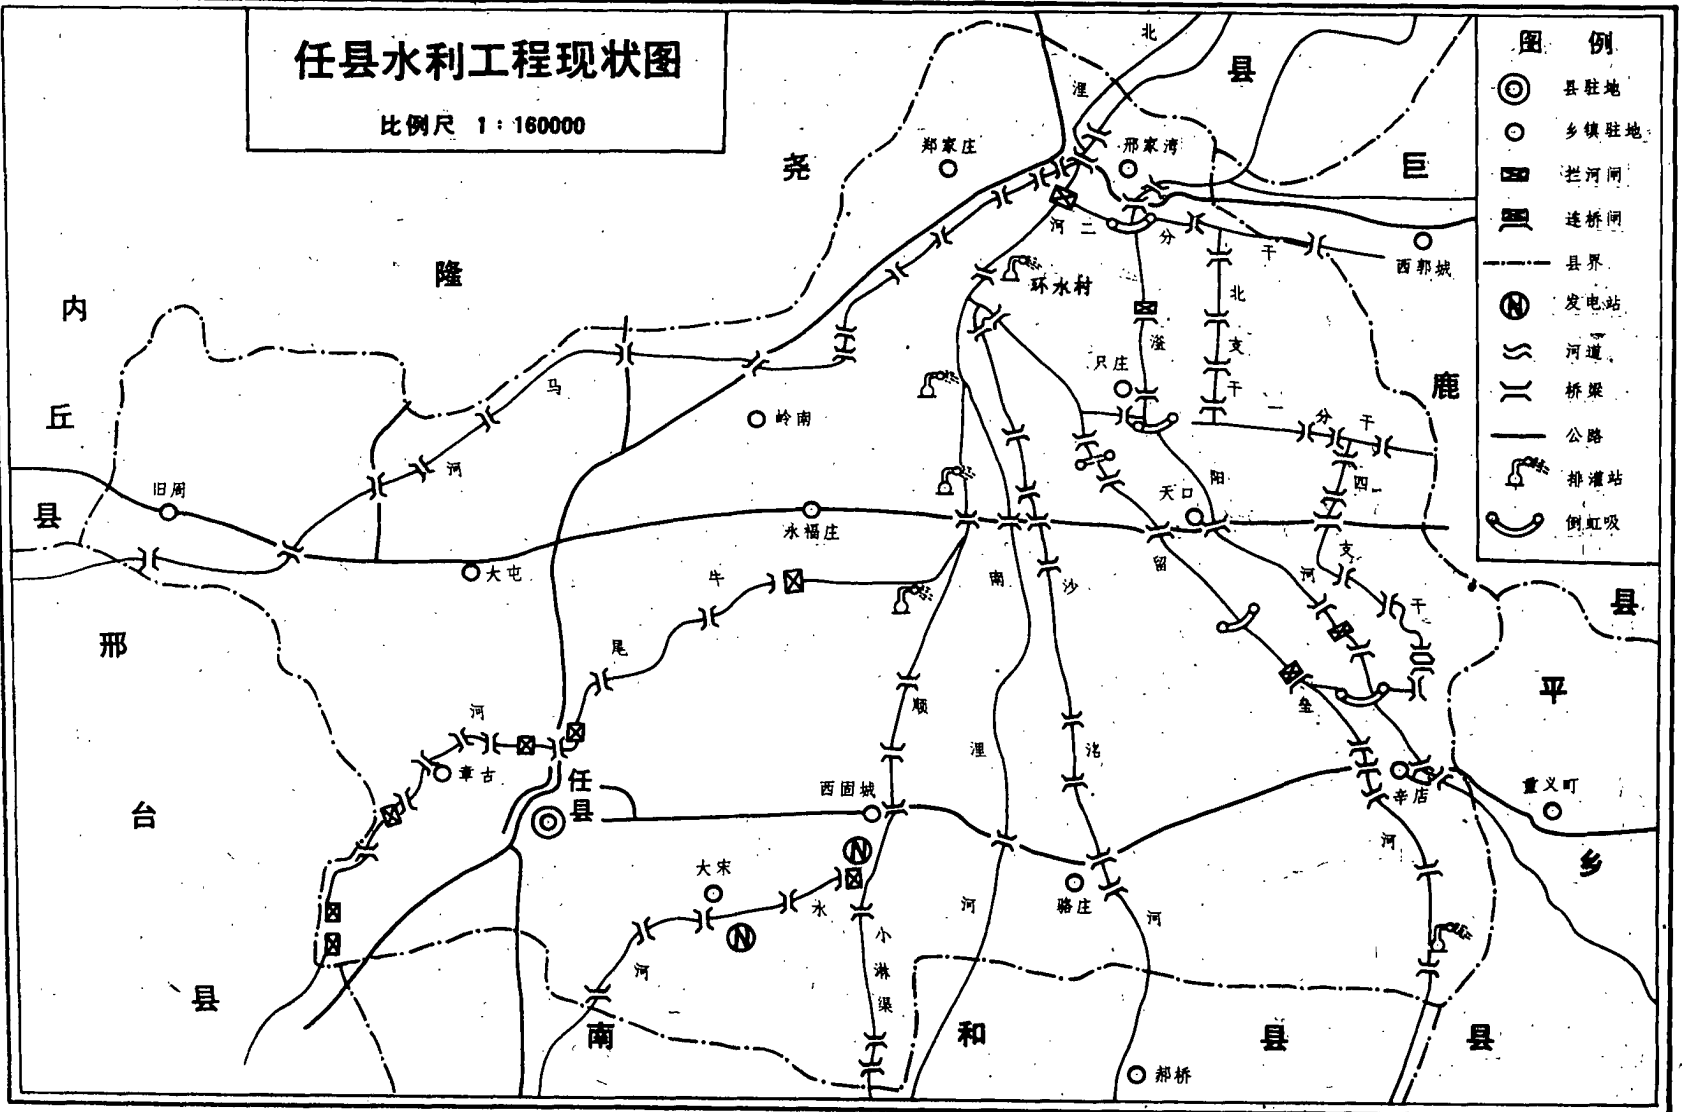 任县水利工程现状图
比例尺 1：160000
图 例
县驻地
乡镇驻地
拦河闸
连桥闸
县界
发电站
河道
桥梁
公路
排灌站
倒虹吸
北
澧
河
县
尧
郑家庄
邢家湾
巨
隆
内
丘
县
二
分
干
西郭城
环水村
滏
阳
河
北
支
干
尺庄
鹿
县
马
河
岭南
一
分
干
四
支
干
旧周
永福庄
天口
大屯
牛
尾
河
南
澧
河
沙
洺
河
留
垒
河
邢
台
县
顺
水
河
平
乡
县
章古
任
县
西固城
辛店
重义町
大宋
骆庄
小
漭
渠
南
和
县
郝桥